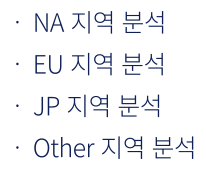 · NA 지역 분석
· EU 지역 분석
· JP 지역 분석
· Other 지역 분석